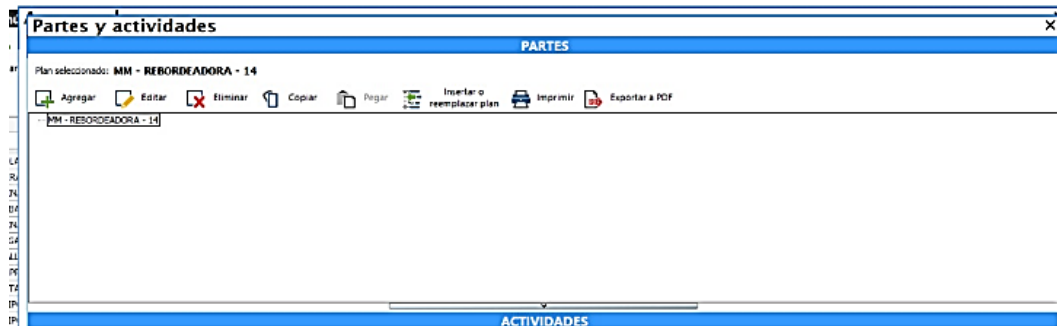 Partes y actividades
PARTES
Plan seleccionado: MM - REBORDEADORA - 14
Agregar Editar Eliminar Copiar Pegar Insertar o reemplazar plan Imprimir Exportar a PDF
MM - REBORDEADORA - 14
ACTIVIDADES